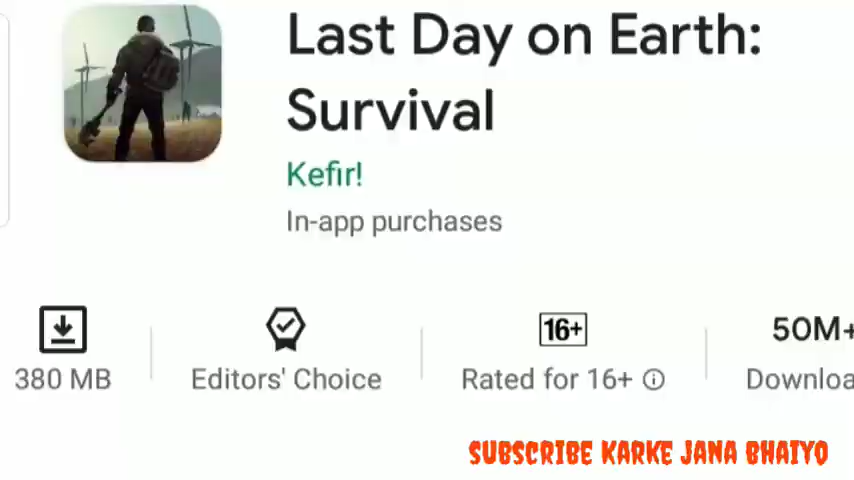 Last Day on Earth:
Survival
Kefir!
In-app purchases
16+
50M+
380 MB
Editors' Choice
Rated for 16+
Downloa
SUBSCRIBE KARKE JANA BHAIYO